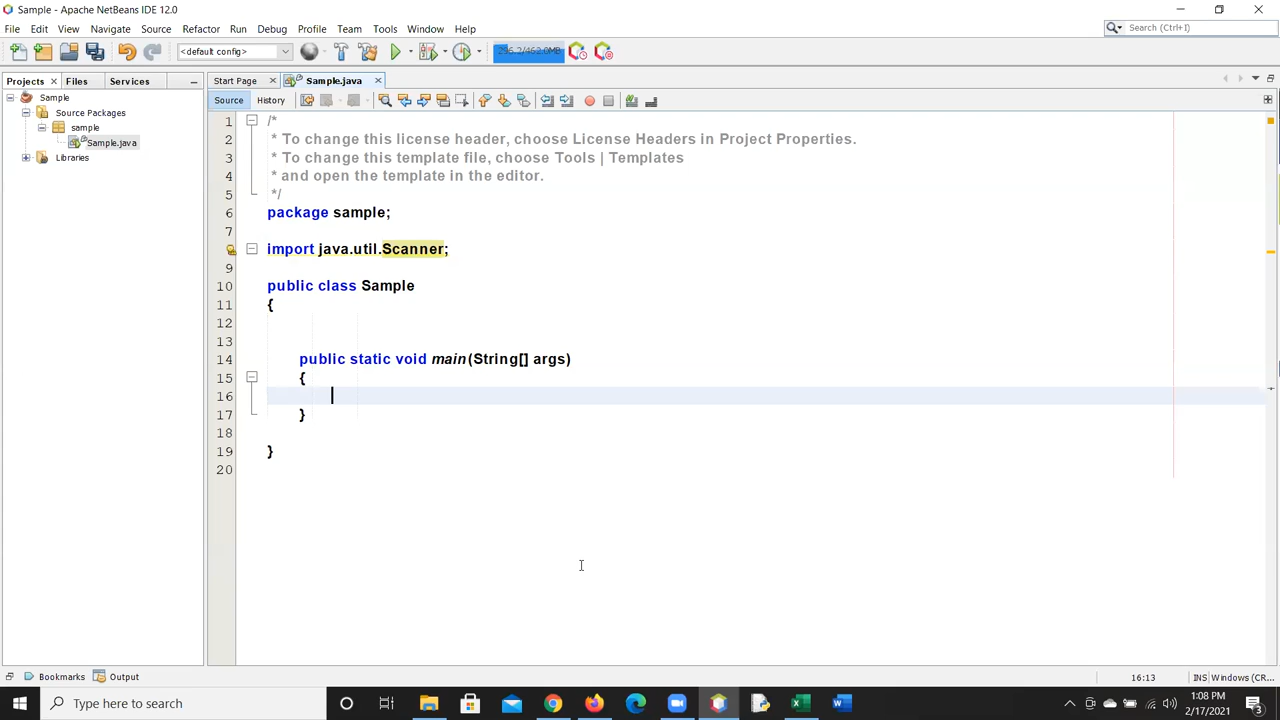 Sample - Apache NetBeans IDE 12.0
File Edit View Navigate Source Refactor Run Debug Profile Team Tools Window Help
Search (Ctrl+I)
<default config>
296.2/462.0MB
Projects Files Services
Start Page Sample.java
Sample
Source Packages
sample
Sample.java
Libraries
Source History
1 /*
2 * To change this license header, choose License Headers in Project Properties.
3 * To change this template file, choose Tools | Templates
4 * and open the template in the editor.
5 */
6 package sample;
7
import java.util.Scanner;
9
10 public class Sample
11 {
12
13
14 public static void main(String[] args)
15 {
16
17 }
18
19 }
20
Bookmarks Output
16:13 INS Windows (CR...
Type here to search
1:08 PM
2/17/2021
3